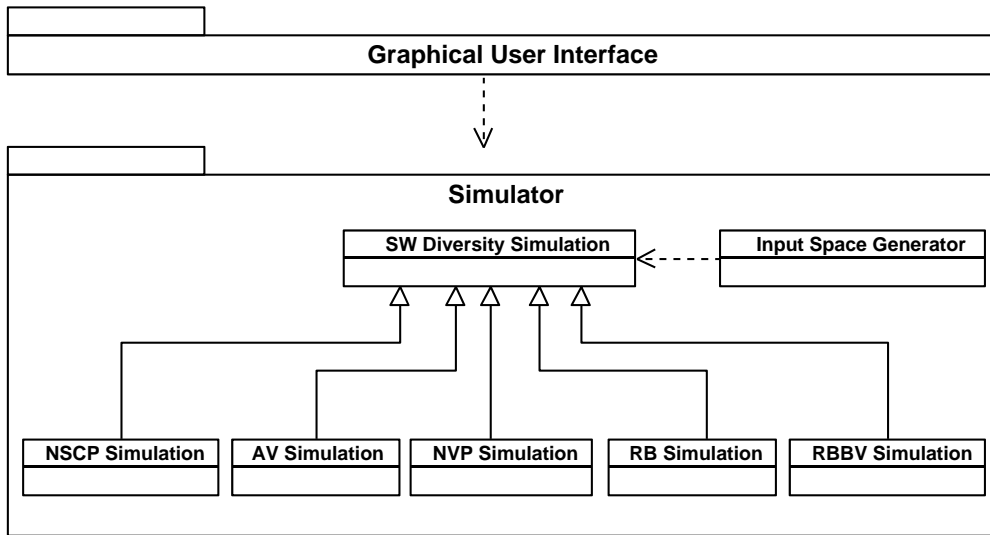 Graphical User Interface
Simulator
SW Diversity Simulation
Input Space Generator
NSCP Simulation
AV Simulation
NVP Simulation
RB Simulation
RBBV Simulation